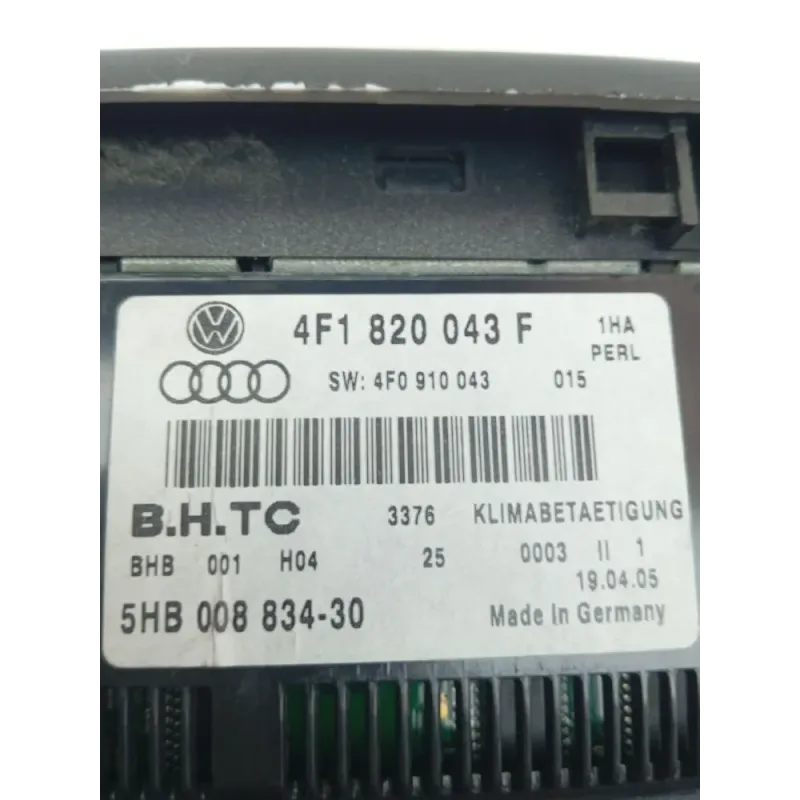 4F1 820 043 F 1HA
PERL
SW: 4F0 910 043 015
B.H.TC 3376 KLIMABETAETIGUNG
BHB 001 H04 25 0003 II 1
19.04.05
5HB 008 834-30 Made in Germany